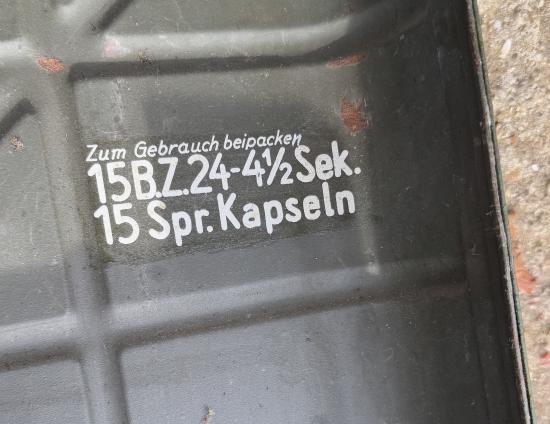 Zum Gebrauch beipacken
15 B.Z.24-4½ Sek.
15 Spr. Kapseln